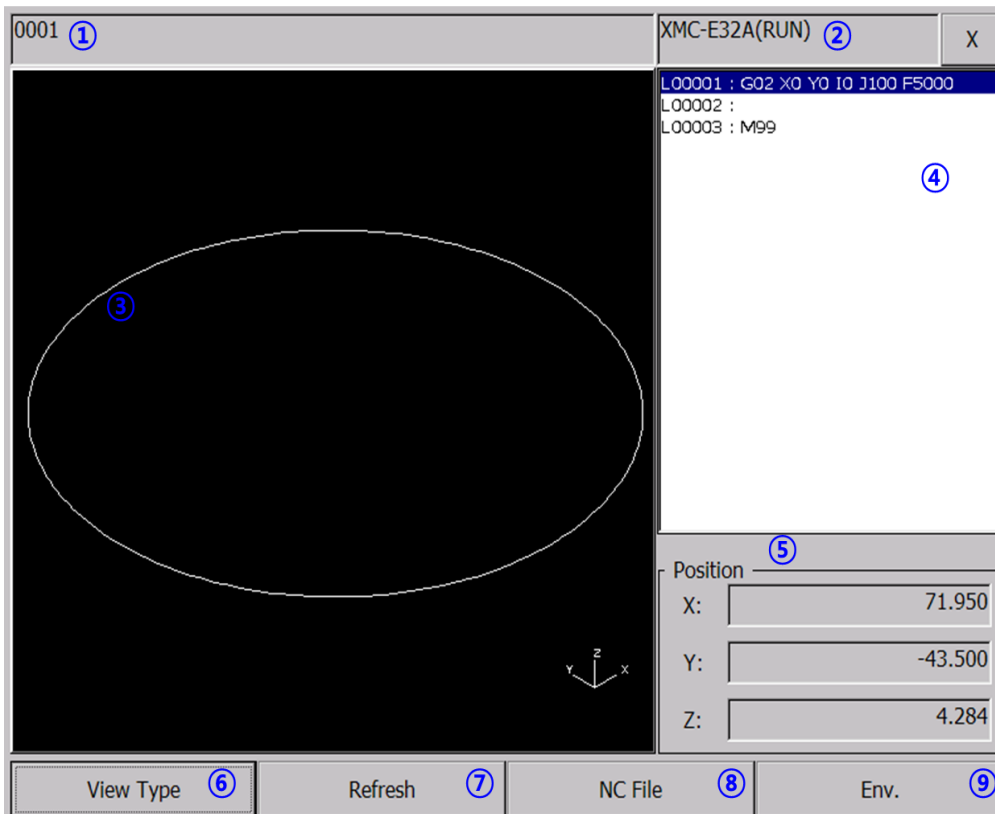 0001 ①
XMC-E32A(RUN) ②
X
L00001 : G02 X0 Y0 I0 J100 F5000
L00002 :
L00003 : M99
④
③
⑤
Position
X: 71.950
Y: -43.500
Z: 4.284
Z
Y X
View Type ⑥
Refresh ⑦
NC File ⑧
Env. ⑨